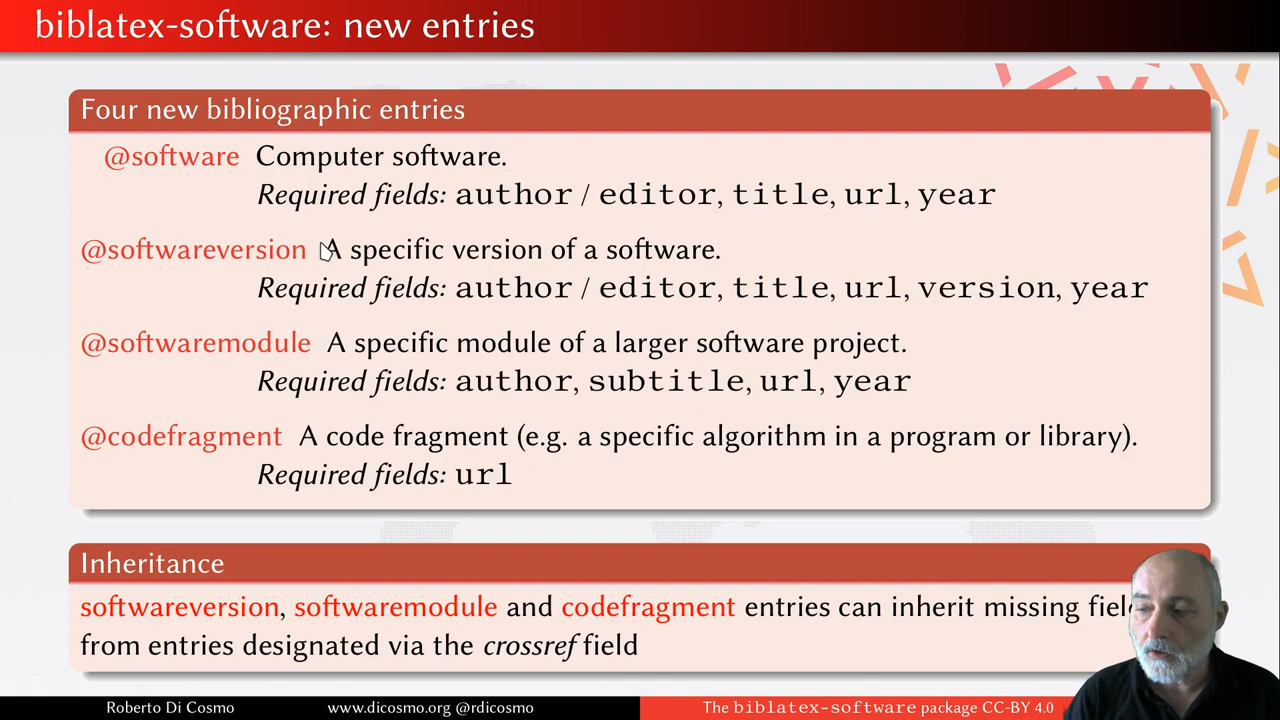 biblatex-software: new entries
Four new bibliographic entries
@software Computer software.
Required fields: author / editor, title, url, year
@softwareversion A specific version of a software.
Required fields: author / editor, title, url, version, year
@softwaremodule A specific module of a larger software project.
Required fields: author, subtitle, url, year
@codefragment A code fragment (e.g. a specific algorithm in a program or library).
Required fields: url
Inheritance
softwareversion, softwaremodule and codefragment entries can inherit missing
from entries designated via the crossref field
Roberto Di Cosmo www.dicosmo.org @rdicosmo The biblatex-software package CC-BY 4.0